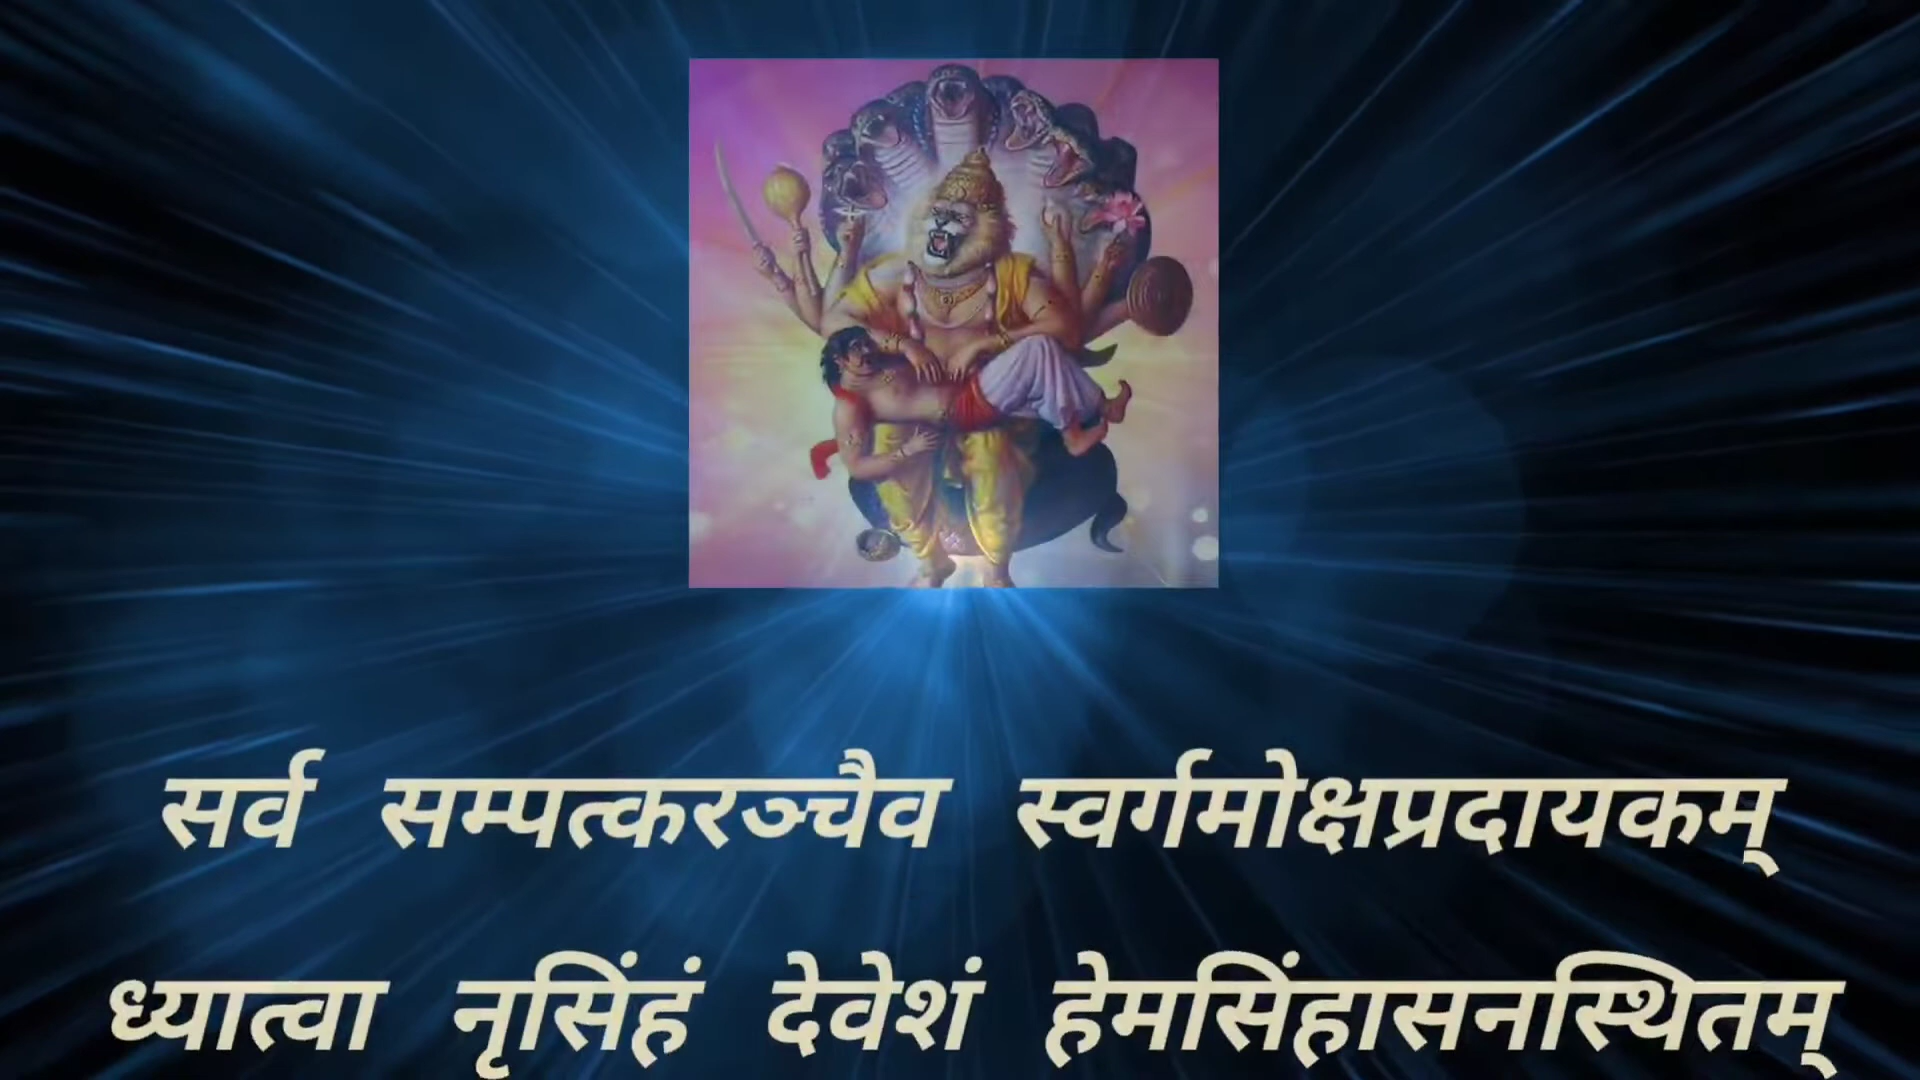 सर्व सम्पत्करञ्चैव स्वर्गमोक्षप्रदायकम्
ध्यात्वा नृसिंहं देवेशं हेमसिंहासनस्थितम्